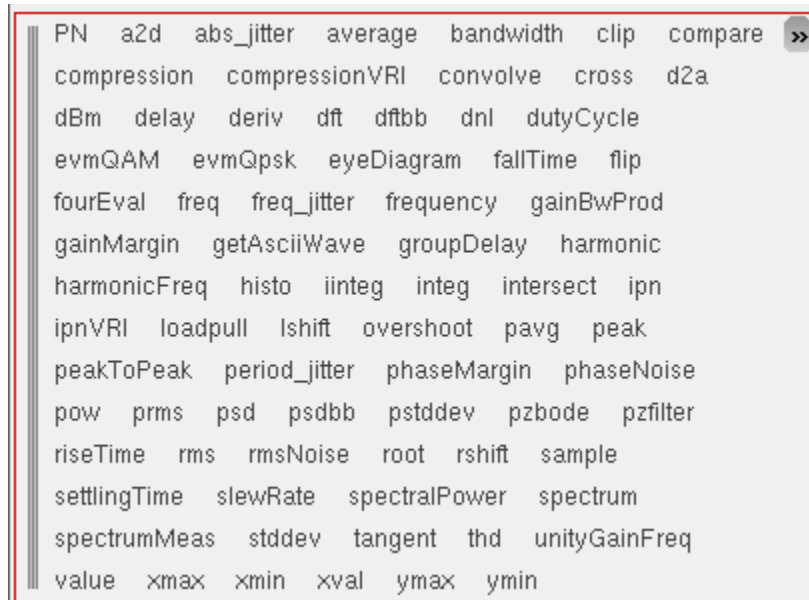 PN a2d abs_jitter average bandwidth clip compare »
compression compressionVRI convolve cross d2a
dBm delay deriv dft dftbb dnl dutyCycle
evmQAM evmQpsk eyeDiagram fallTime flip
fourEval freq freq_jitter frequency gainBwProd
gainMargin getAsciiWave groupDelay harmonic
harmonicFreq histo iinteg integ intersect ipn
ipnVRI loadpull lshift overshoot pavg peak
peakToPeak period_jitter phaseMargin phaseNoise
pow prms psd psdbb pstddev pzbode pzfilter
riseTime rms rmsNoise root rshift sample
settlingTime slewRate spectralPower spectrum
spectrumMeas stddev tangent thd unityGainFreq
value xmax xmin xval ymax ymin